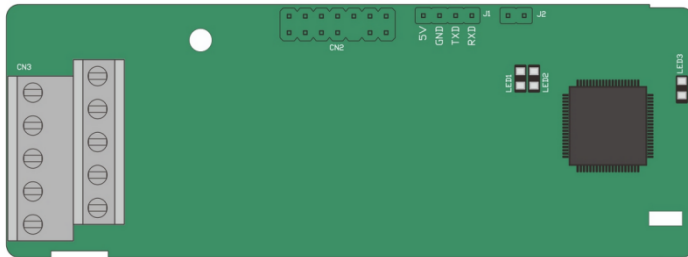 J1
J2
5V
GND
TXD
RXD
CN2
CN3
LED1
LED2
LED3